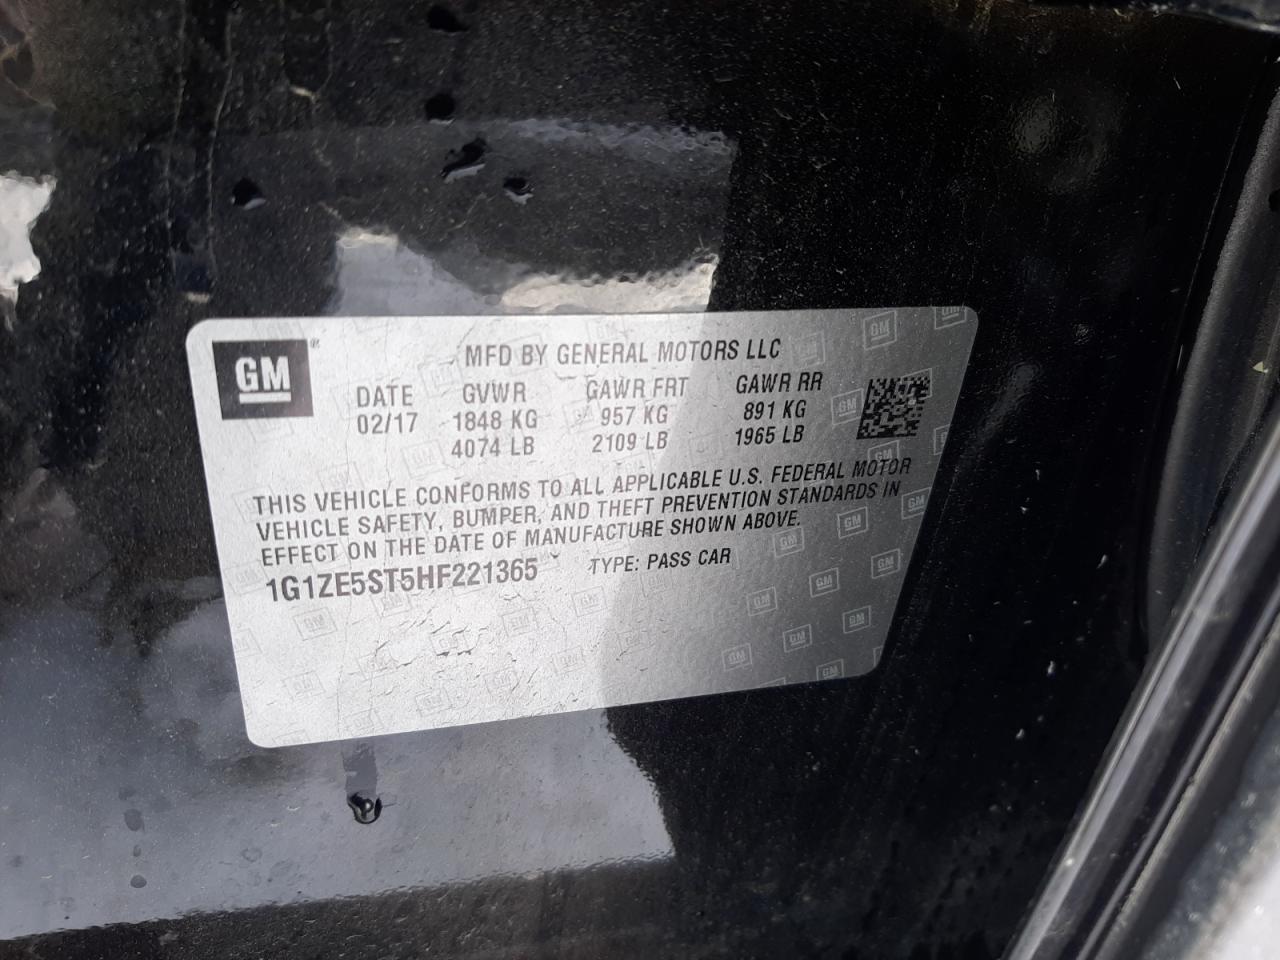 GM®
MFD BY GENERAL MOTORS LLC
DATE GVWR GAWR FRT GAWR RR
02/17 1848 KG 957 KG 891 KG
4074 LB 2109 LB 1965 LB
THIS VEHICLE CONFORMS TO ALL APPLICABLE U.S. FEDERAL MOTOR
VEHICLE SAFETY, BUMPER, AND THEFT PREVENTION STANDARDS IN
EFFECT ON THE DATE OF MANUFACTURE SHOWN ABOVE.
1G1ZE5ST5HF221365 TYPE: PASS CAR